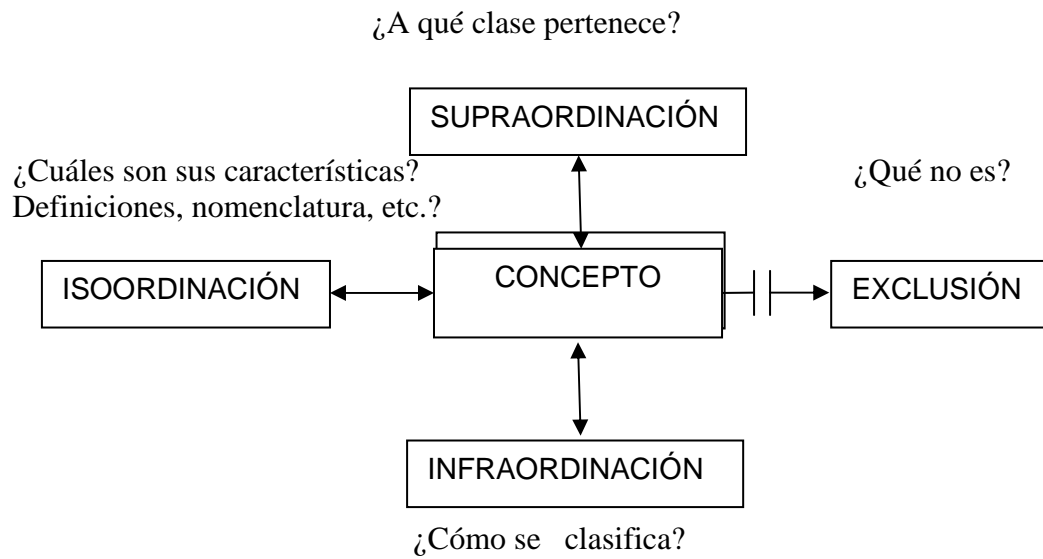 ¿A qué clase pertenece?
SUPRAORDINACIÓN
¿Cuáles son sus características?
Definiciones, nomenclatura, etc.?
¿Qué no es?
ISOORDINACIÓN
CONCEPTO
EXCLUSIÓN
INFRAORDINACIÓN
¿Cómo se clasifica?